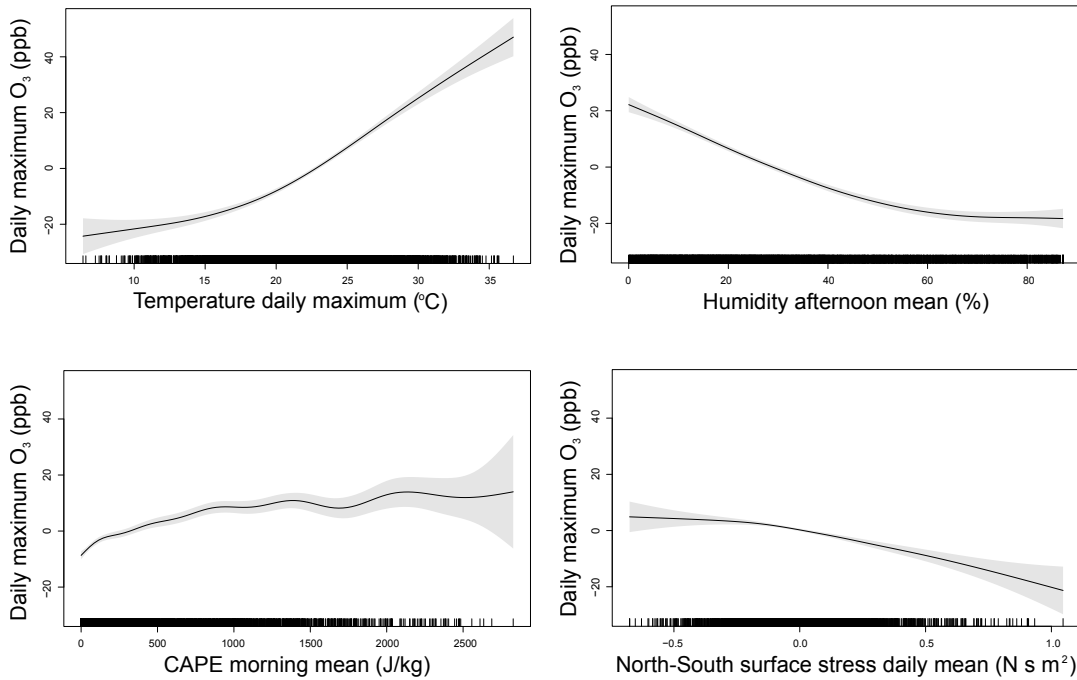 Daily maximum O₃ (ppb)
40
20
0
-20
10 15 20 25 30 35
Temperature daily maximum (°C)
Daily maximum O₃ (ppb)
40
20
0
-20
0 20 40 60 80
Humidity afternoon mean (%)
Daily maximum O₃ (ppb)
40
20
0
-20
0 500 1000 1500 2000 2500
CAPE morning mean (J/kg)
Daily maximum O₃ (ppb)
40
20
0
-20
-0.5 0.0 0.5 1.0
North-South surface stress daily mean (N s m²)